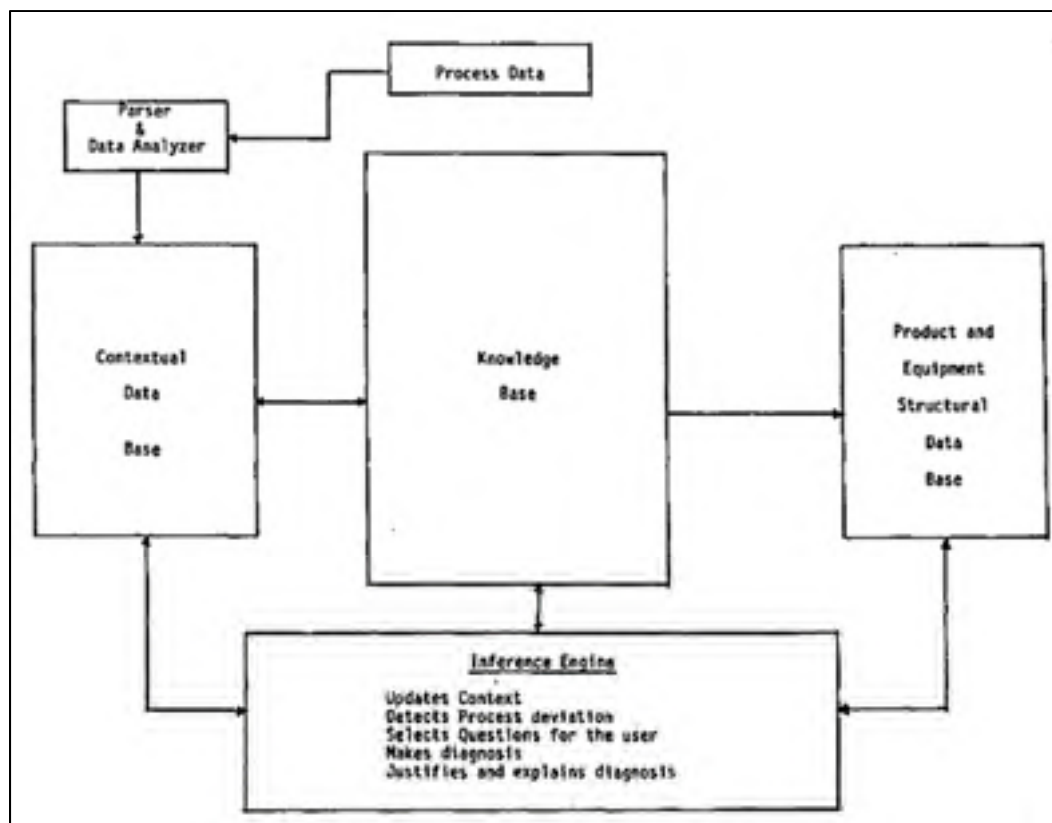 Process Data
Parser
&
Data Analyzer
Contextual
Data
Base
Knowledge
Base
Product and
Equipment
Structural
Data
Base
Inference Engine
Updates Context
Detects Process deviation
Selects Questions for the user
Makes diagnosis
Justifies and explains diagnosis